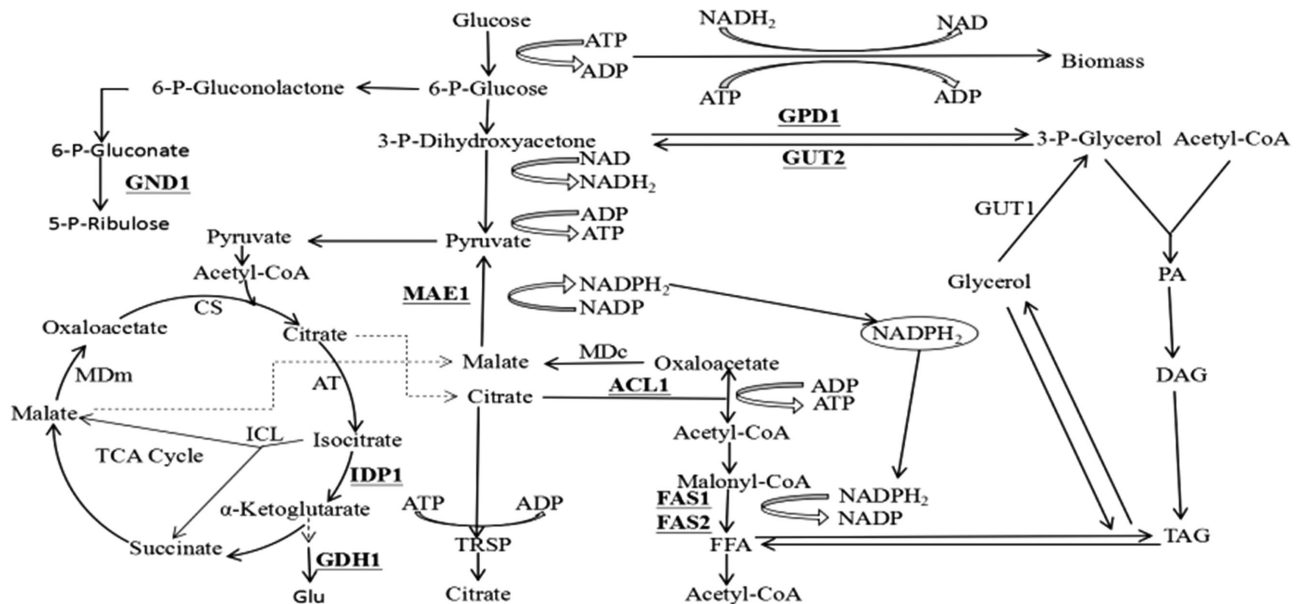 Glucose
NADH₂
NAD
ATP
ADP
Biomass
ATP
ADP
6-P-Gluconolactone
6-P-Glucose
GPD1
3-P-Dihydroxyacetone
3-P-Glycerol Acetyl-CoA
GUT2
6-P-Gluconate
GND1
5-P-Ribulose
NAD
NADH₂
ADP
ATP
GUT1
Pyruvate
Pyruvate
Acetyl-CoA
MAE1
NADPH₂
NADP
Glycerol
PA
CS
Oxaloacetate
Citrate
NADPH₂
Malate
MDc
Oxaloacetate
MDm
AT
Citrate
ACL1
ADP
ATP
DAG
Malate
Acetyl-CoA
ICL
Isocitrate
TCA Cycle
IDP1
Malonyl-CoA
FAS1
FAS2
NADPH₂
NADP
α-Ketoglutarate
ATP
ADP
Succinate
TRSP
FFA
TAG
GDH1
Glu
Citrate
Acetyl-CoA